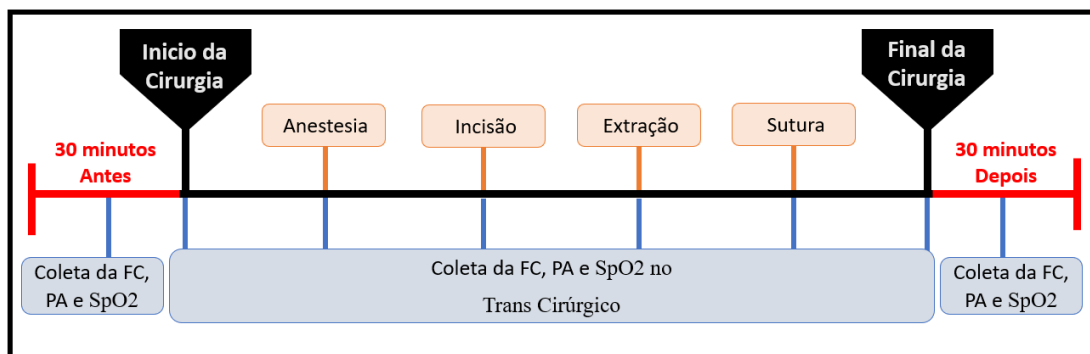 Inicio da
Cirurgia
Final da
Cirurgia
Anestesia
Incisão
Extração
Sutura
30 minutos
Antes
30 minutos
Depois
Coleta da FC,
PA e SpO2
Coleta da FC, PA e SpO2 no
Trans Cirúrgico
Coleta da FC,
PA e SpO2